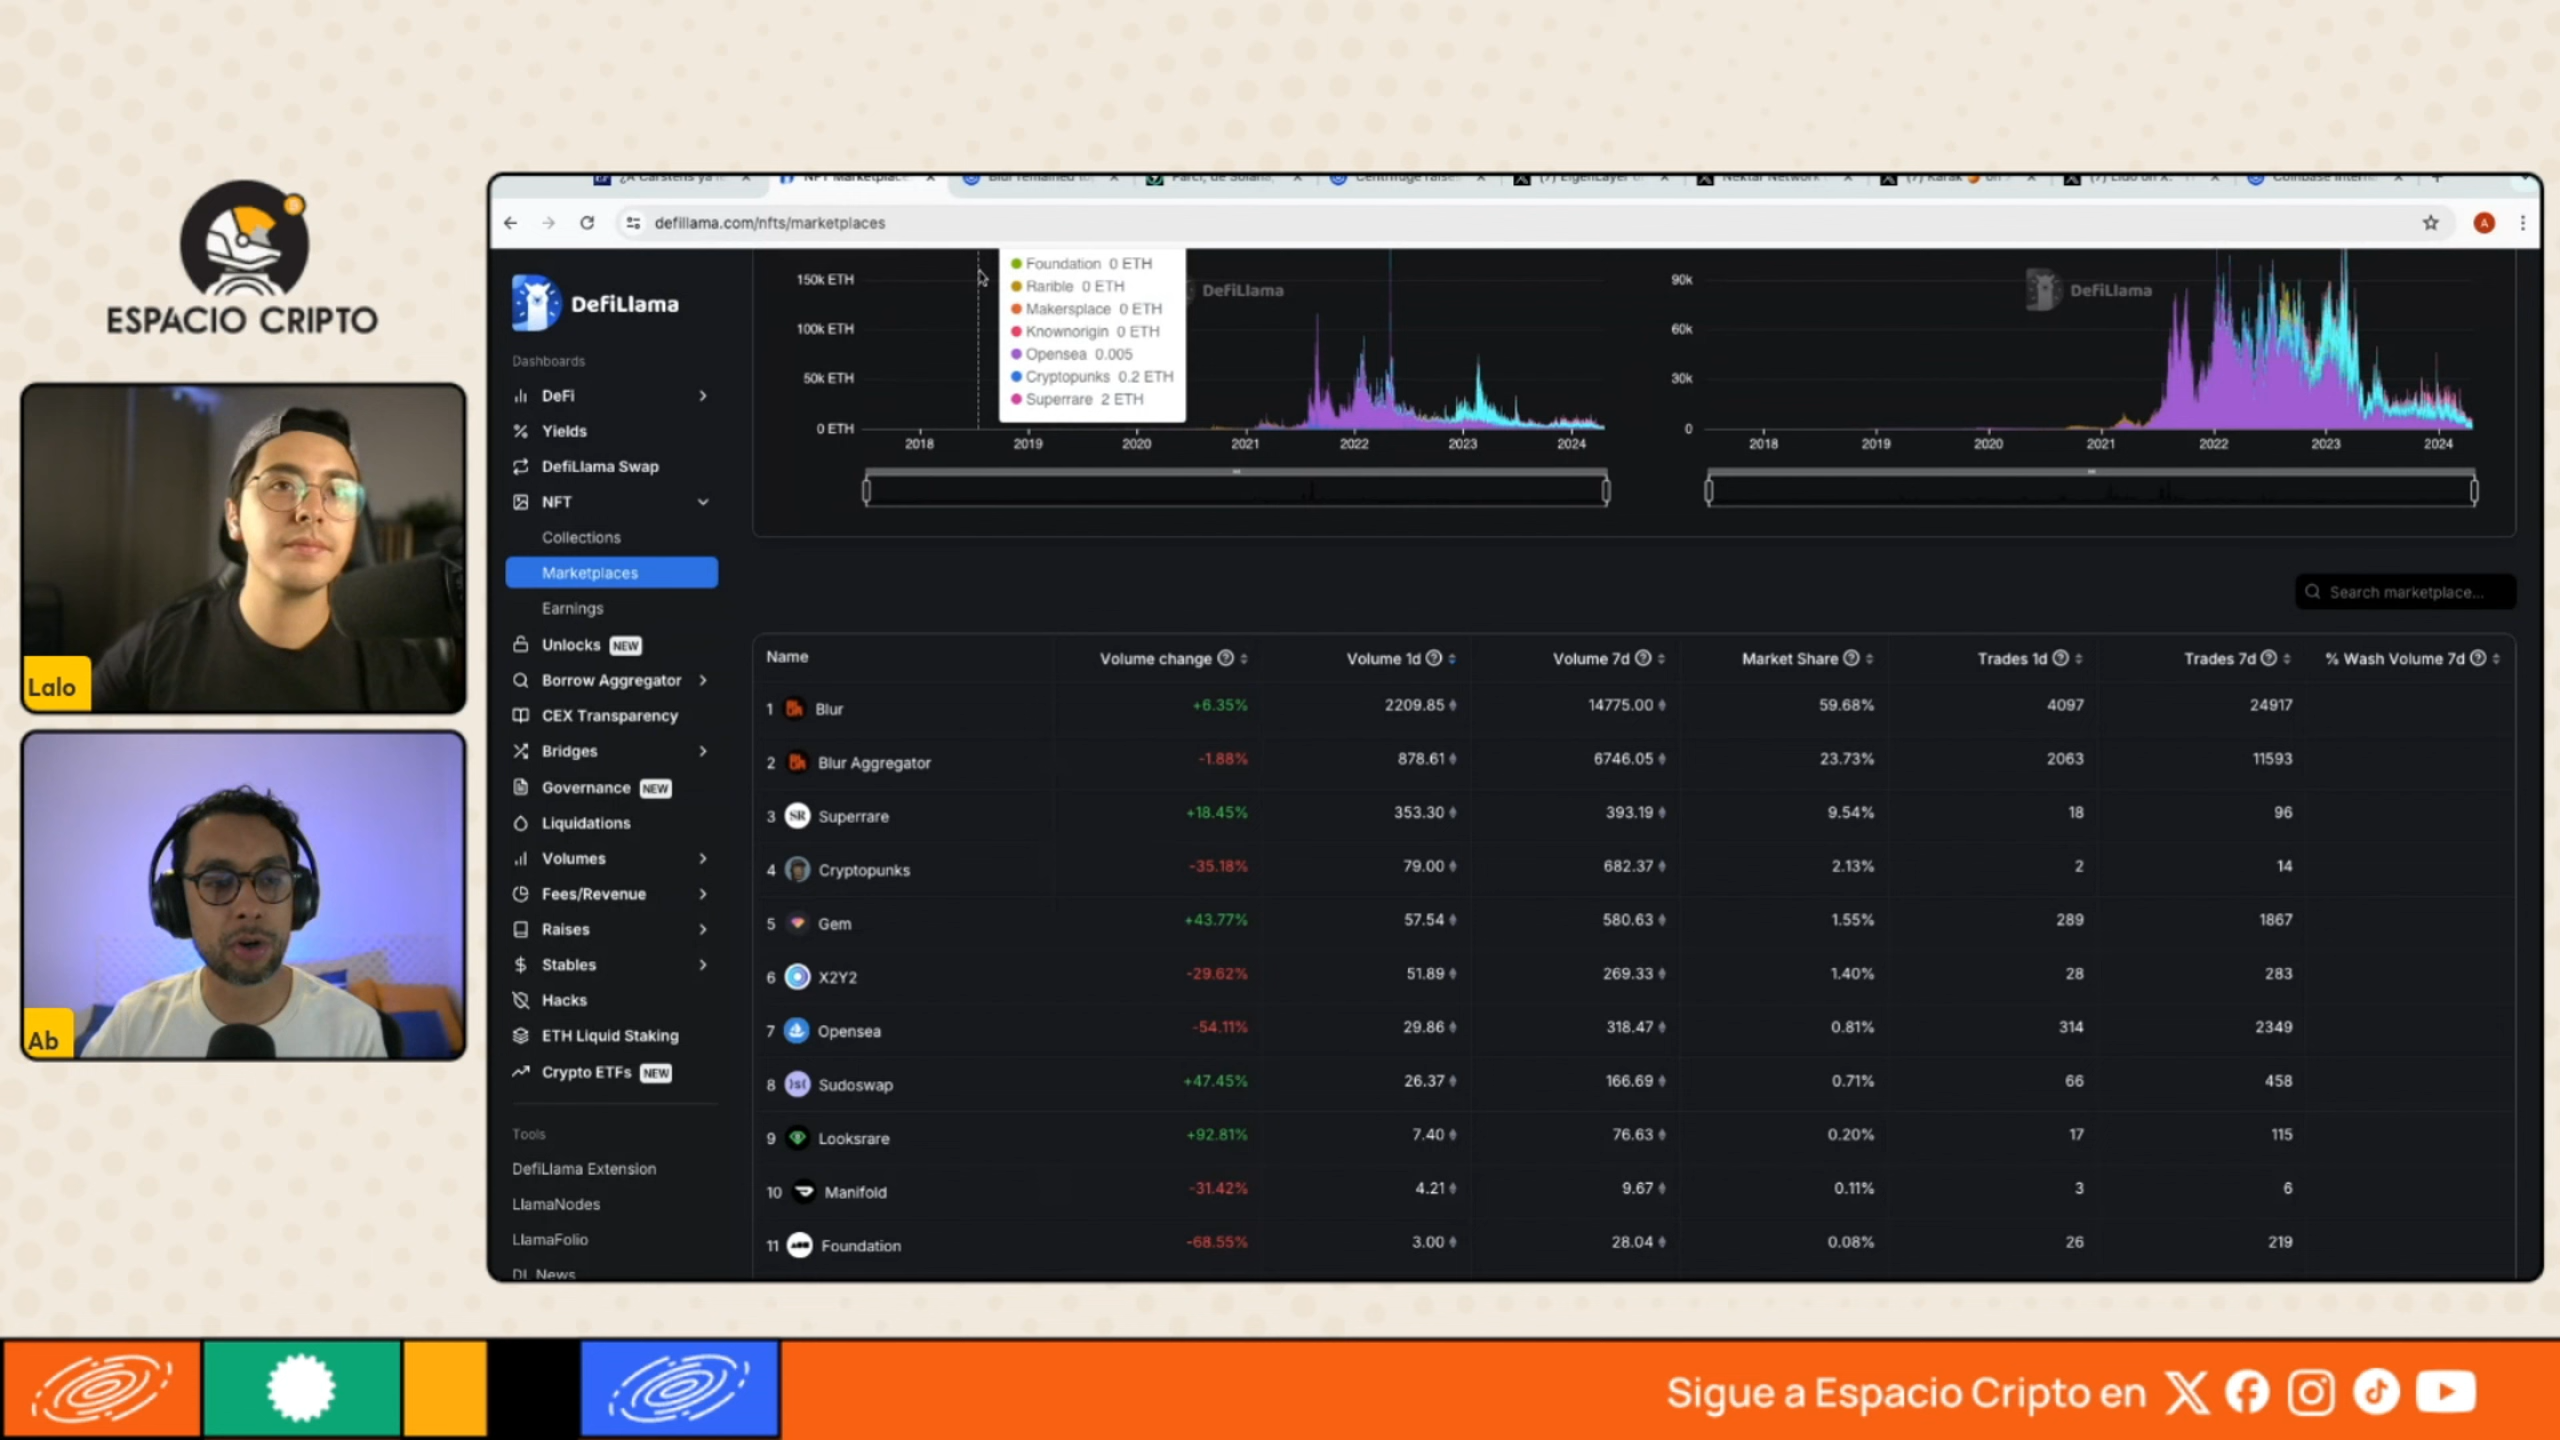 ESPACIO CRIPTO
Lalo
Ab
NFT Marketplace
defillama.com/nfts/marketplaces
DefiLlama
Dashboards
DeFi
Yields
DefiLlama Swap
NFT
Collections
Marketplaces
Earnings
Unlocks NEW
Borrow Aggregator
CEX Transparency
Bridges
Governance NEW
Liquidations
Volumes
Fees/Revenue
Raises
Stables
Hacks
ETH Liquid Staking
Crypto ETFs NEW
Tools
DefiLlama Extension
LlamaNodes
LlamaFolio
DL News
150k ETH
100k ETH
50k ETH
0 ETH
2018 2019 2020 2021 2022 2023 2024
Foundation 0 ETH
Rarible 0 ETH
Makersplace 0 ETH
Knownorigin 0 ETH
Opensea 0.005
Cryptopunks 0.2 ETH
Superrare 2 ETH
DefiLlama
90k
60k
30k
0
2018 2019 2020 2021 2022 2023 2024
DefiLlama
Search marketplace...
Name Volume change Volume 1d Volume 7d Market Share Trades 1d Trades 7d % Wash Volume 7d
1 Blur +6.35% 2209.85 14775.00 59.68% 4097 24917
2 Blur Aggregator -1.88% 878.61 6746.05 23.73% 2063 11593
3 SR Superrare +18.45% 353.30 393.19 9.54% 18 96
4 Cryptopunks -35.18% 79.00 682.37 2.13% 2 14
5 Gem +43.77% 57.54 580.63 1.55% 289 1867
6 X2Y2 -29.62% 51.89 269.33 1.40% 28 283
7 Opensea -54.11% 29.86 318.47 0.81% 314 2349
8 Sudoswap +47.45% 26.37 166.69 0.71% 66 458
9 Looksrare +92.81% 7.40 76.63 0.20% 17 115
10 Manifold -31.42% 4.21 9.67 0.11% 3 6
11 Foundation -68.55% 3.00 28.04 0.08% 26 219
Sigue a Espacio Cripto en